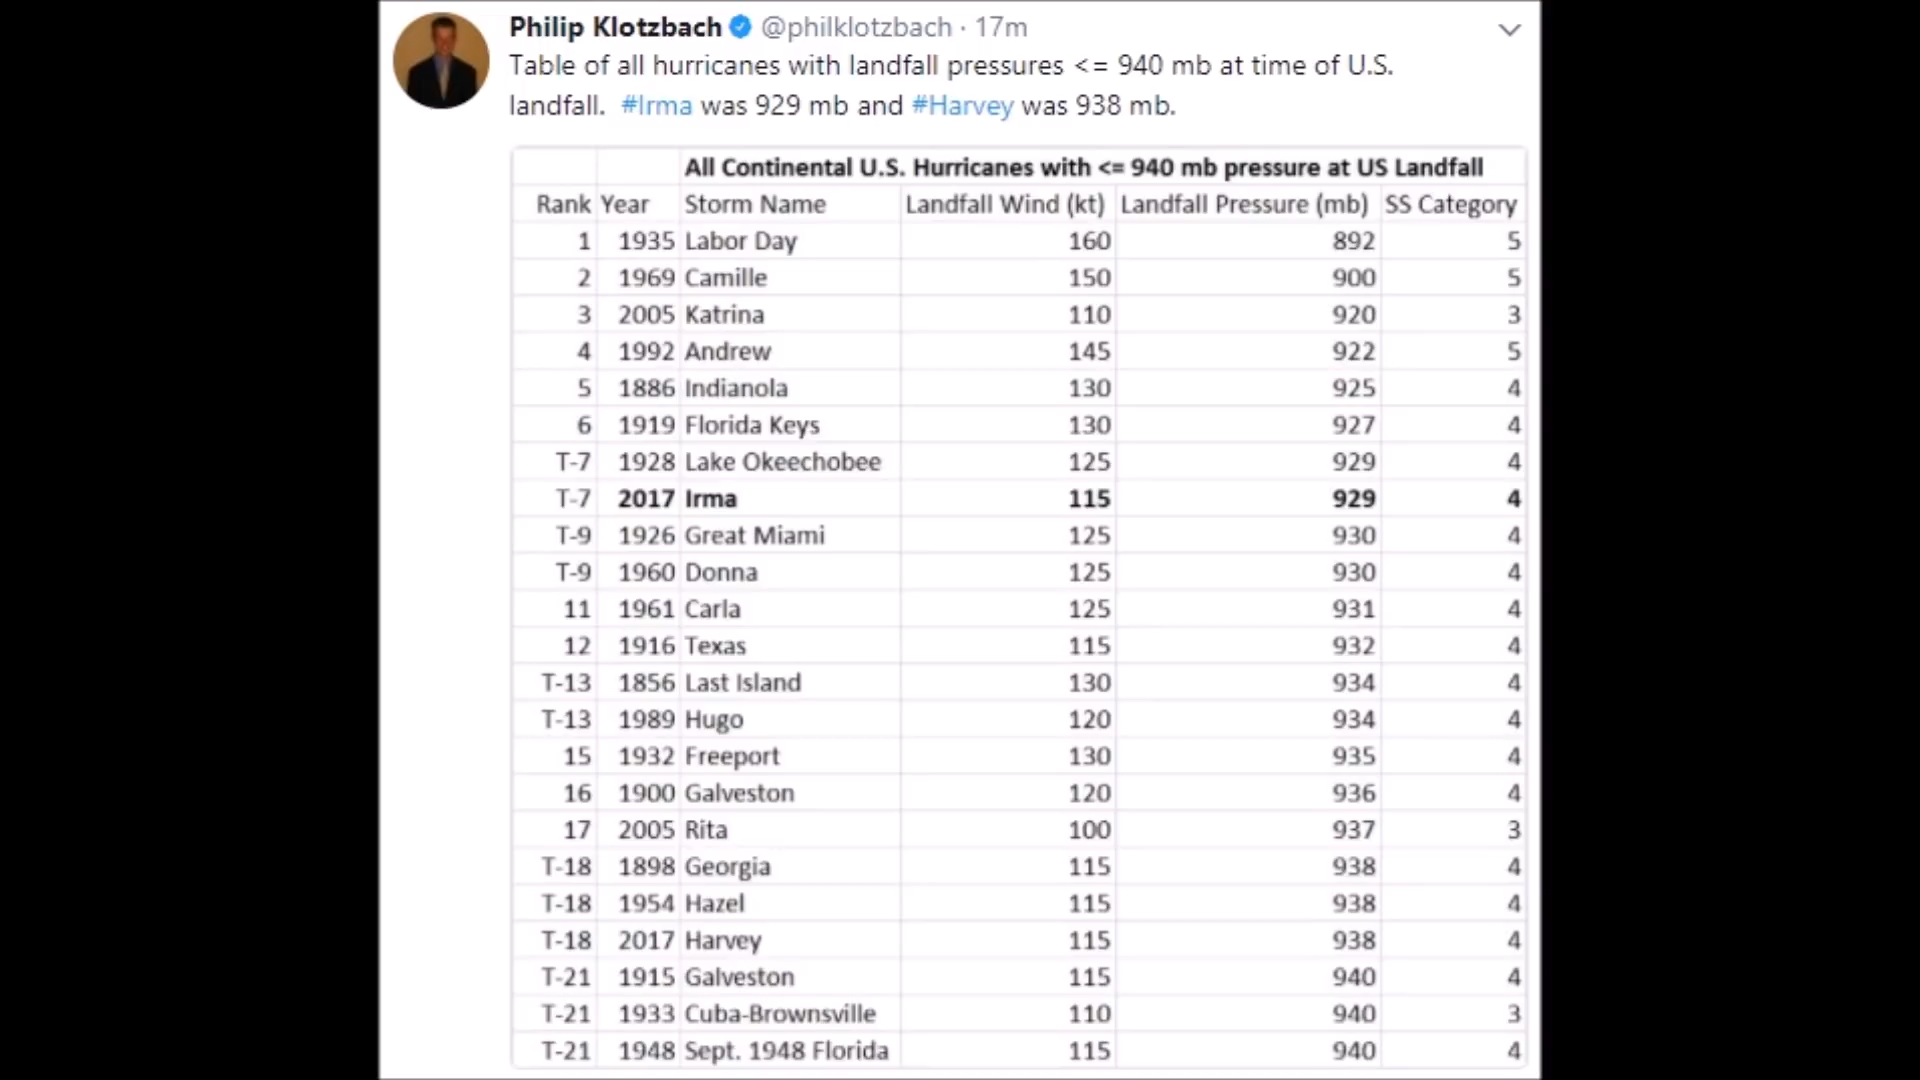 Philip Klotzbach @philklotzbach · 17m
Table of all hurricanes with landfall pressures <= 940 mb at time of U.S.
landfall. #Irma was 929 mb and #Harvey was 938 mb.
All Continental U.S. Hurricanes with <= 940 mb pressure at US Landfall
Rank Year Storm Name Landfall Wind (kt) Landfall Pressure (mb) SS Category
1 1935 Labor Day 160 892 5
2 1969 Camille 150 900 5
3 2005 Katrina 110 920 3
4 1992 Andrew 145 922 5
5 1886 Indianola 130 925 4
6 1919 Florida Keys 130 927 4
T-7 1928 Lake Okeechobee 125 929 4
T-7 2017 Irma 115 929 4
T-9 1926 Great Miami 125 930 4
T-9 1960 Donna 125 930 4
11 1961 Carla 125 931 4
12 1916 Texas 115 932 4
T-13 1856 Last Island 130 934 4
T-13 1989 Hugo 120 934 4
15 1932 Freeport 130 935 4
16 1900 Galveston 120 936 4
17 2005 Rita 100 937 3
T-18 1898 Georgia 115 938 4
T-18 1954 Hazel 115 938 4
T-18 2017 Harvey 115 938 4
T-21 1915 Galveston 115 940 4
T-21 1933 Cuba-Brownsville 110 940 3
T-21 1948 Sept. 1948 Florida 115 940 4